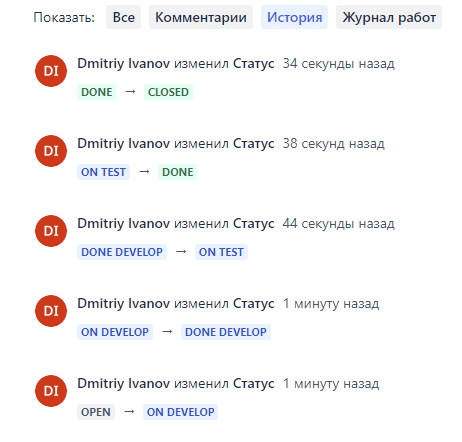 Показать: Все Комментарии История Журнал работ
DI Dmitriy Ivanov изменил Статус 34 секунды назад
DONE → CLOSED
DI Dmitriy Ivanov изменил Статус 38 секунд назад
ON TEST → DONE
DI Dmitriy Ivanov изменил Статус 44 секунды назад
DONE DEVELOP → ON TEST
DI Dmitriy Ivanov изменил Статус 1 минуту назад
ON DEVELOP → DONE DEVELOP
DI Dmitriy Ivanov изменил Статус 1 минуту назад
OPEN → ON DEVELOP